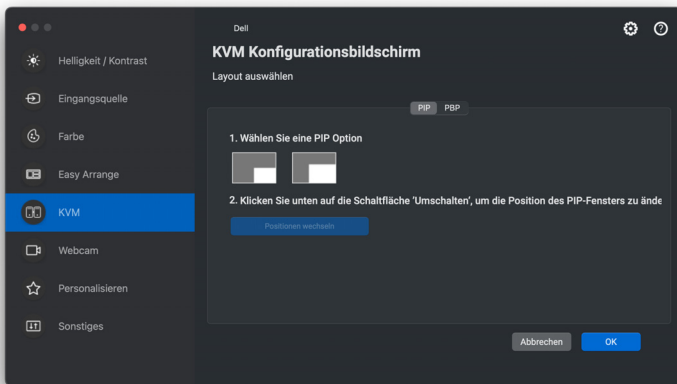 Dell
KVM Konfigurationsbildschirm
Layout auswählen
Helligkeit / Kontrast
Eingangsquelle
Farbe
Easy Arrange
KVM
Webcam
Personalisieren
Sonstiges
PIP PBP
1. Wählen Sie eine PIP Option
2. Klicken Sie unten auf die Schaltfläche 'Umschalten', um die Position des PIP-Fensters zu ände
Positionen wechseln
Abbrechen OK